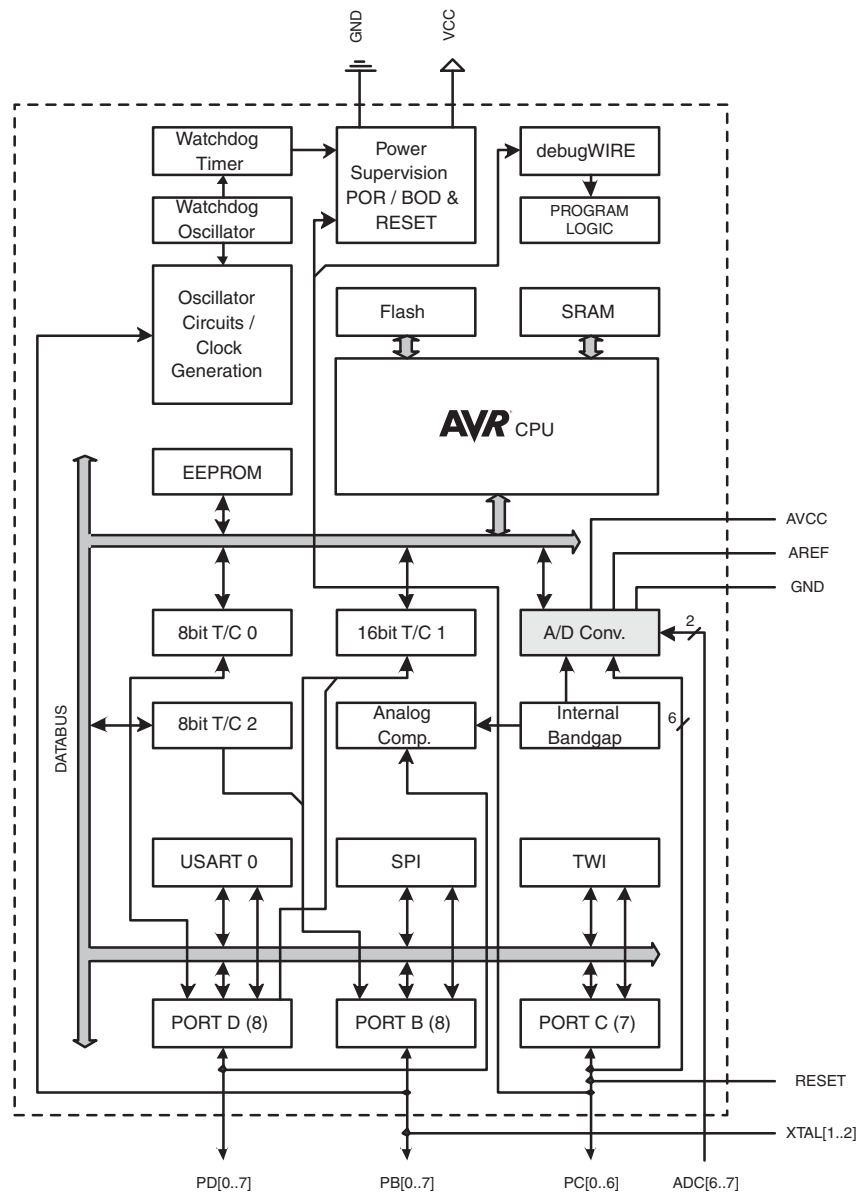 GND
VCC
Watchdog
Timer
Power
Supervision
POR / BOD &
RESET
debugWIRE
Watchdog
Oscillator
PROGRAM
LOGIC
Oscillator
Circuits /
Clock
Generation
Flash
SRAM
AVR CPU
EEPROM
AVCC
AREF
GND
8bit T/C 0
16bit T/C 1
A/D Conv.
2
DATABUS
8bit T/C 2
Analog
Comp.
Internal
Bandgap
6
USART 0
SPI
TWI
PORT D (8)
PORT B (8)
PORT C (7)
RESET
XTAL[1..2]
PD[0..7]
PB[0..7]
PC[0..6]
ADC[6..7]